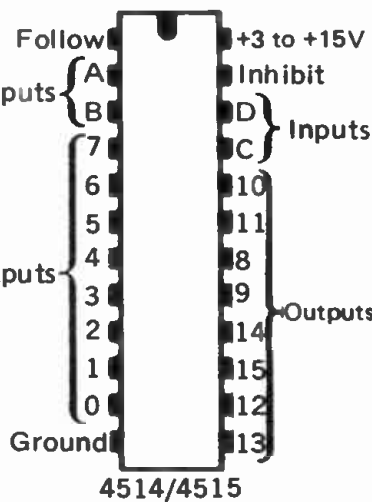 Follow +3 to +15V
A Inhibit
puts
B D
Inputs
7 C
6 10
5 11
4 8
puts
3 9
Outputs
2 14
1 15
0 12
Ground 13
4514/4515